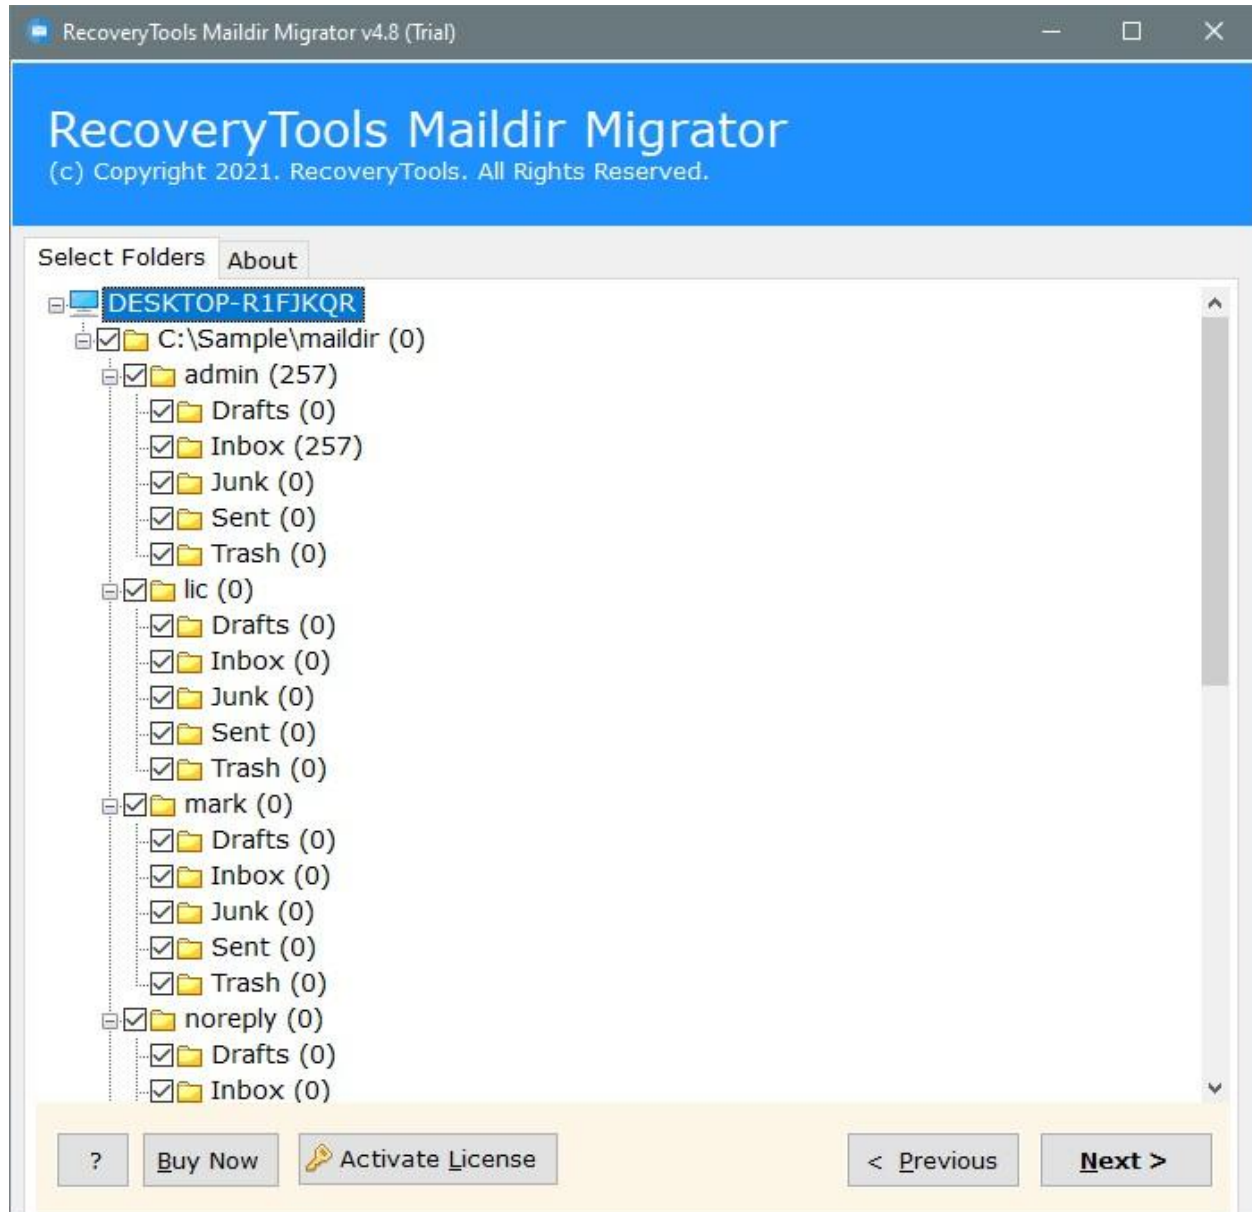 RecoveryTools Maildir Migrator v4.8 (Trial)
RecoveryTools Maildir Migrator
(c) Copyright 2021. RecoveryTools. All Rights Reserved.
Select Folders About
DESKTOP-R1FJKQR
C:\Sample\maildir (0)
admin (257)
Drafts (0)
Inbox (257)
Junk (0)
Sent (0)
Trash (0)
lic (0)
Drafts (0)
Inbox (0)
Junk (0)
Sent (0)
Trash (0)
mark (0)
Drafts (0)
Inbox (0)
Junk (0)
Sent (0)
Trash (0)
noreply (0)
Drafts (0)
Inbox (0)
? Buy Now Activate License < Previous Next >